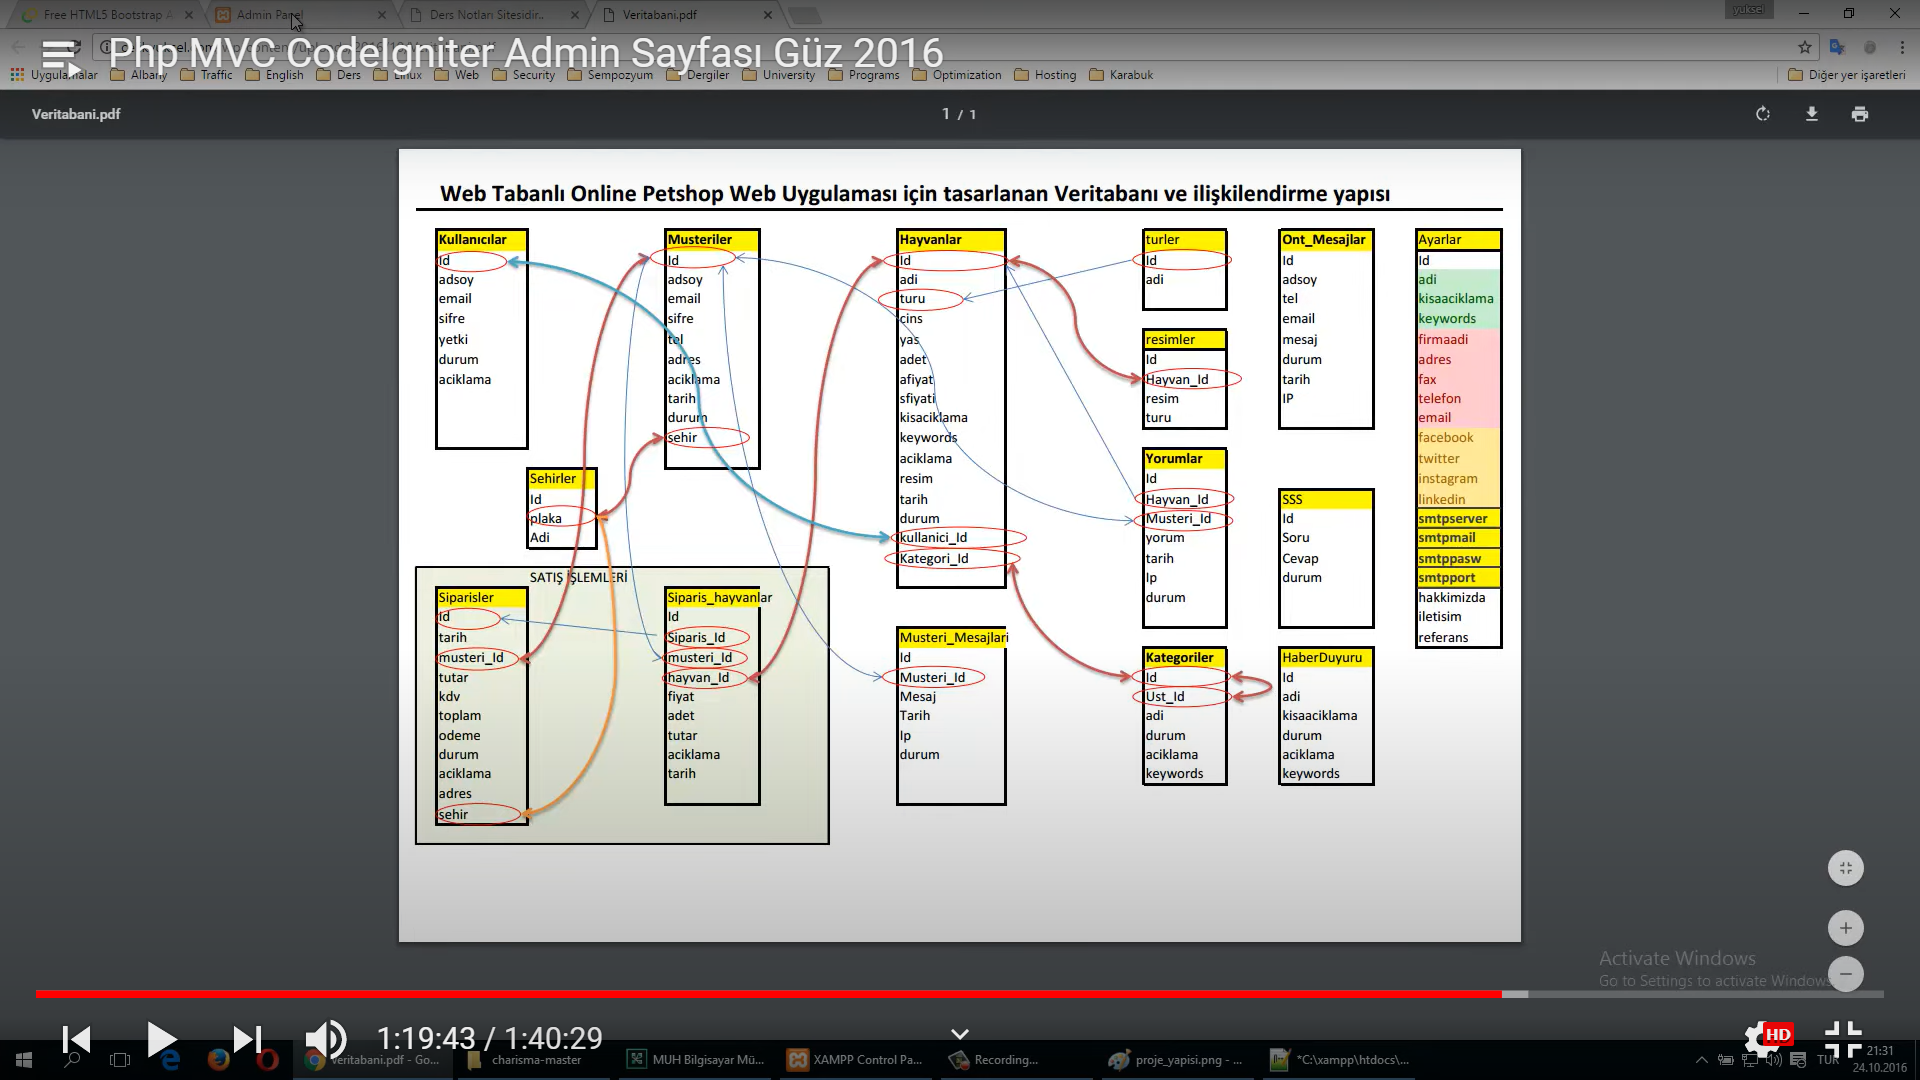 Free HTML5 Bootstrap A
Admin Panel
Ders Notları Sitesidir..
Veritabani.pdf
yuksel
Php MVC CodeIgniter Admin Sayfası Güz 2016
Uygulamalar
Albany
Traffic
English
Ders
Linux
Web
Security
Sempozyum
Dergiler
University
Programs
Optimization
Hosting
Karabuk
Diğer yer işaretleri
Veritabani.pdf
1 / 1
Web Tabanlı Online Petshop Web Uygulaması için tasarlanan Veritabanı ve ilişkilendirme yapısı
Kullanıcılar
Id
adsoy
email
sifre
yetki
durum
aciklama
Musteriler
Id
adsoy
email
sifre
tel
adres
aciklama
tarih
durum
sehir
Hayvanlar
Id
adi
turu
cins
yas
adet
afiyat
sfiyati
kisaciklama
keywords
aciklama
resim
tarih
durum
kullanici_Id
Kategori_Id
turler
Id
adi
resimler
Id
Hayvan_Id
resim
turu
Yorumlar
Id
Hayvan_Id
Musteri_Id
yorum
tarih
Ip
durum
Ont_Mesajlar
Id
adsoy
tel
email
mesaj
durum
tarih
IP
Ayarlar
Id
adi
kisaaciklama
keywords
firmaadi
adres
fax
telefon
email
facebook
twitter
instagram
linkedin
smtpserver
smtpmail
smtppasw
smtpport
hakkimizda
iletisim
referans
Sehirler
Id
plaka
Adi
SSS
Id
Soru
Cevap
durum
SATIŞ İŞLEMLERİ
Siparisler
Id
tarih
musteri_Id
tutar
kdv
toplam
odeme
durum
aciklama
adres
sehir
Siparis_hayvanlar
Id
Siparis_Id
musteri_Id
hayvan_Id
fiyat
adet
tutar
aciklama
tarih
Musteri_Mesajlari
Id
Musteri_Id
Mesaj
Tarih
Ip
durum
Kategoriler
Id
Ust_Id
adi
durum
aciklama
keywords
HaberDuyuru
Id
adi
kisaaciklama
durum
aciklama
keywords
Activate Windows
Go to Settings to activate Windows
1:19:43 / 1:40:29
HD
Veritabani.pdf - Go...
charisma-master
MUH Bilgisayar Mü...
XAMPP Control Pa...
Recording...
proje_yapisi.png - ...
*C:\xampp\htdocs\...
TUR
21:31
24.10.2016